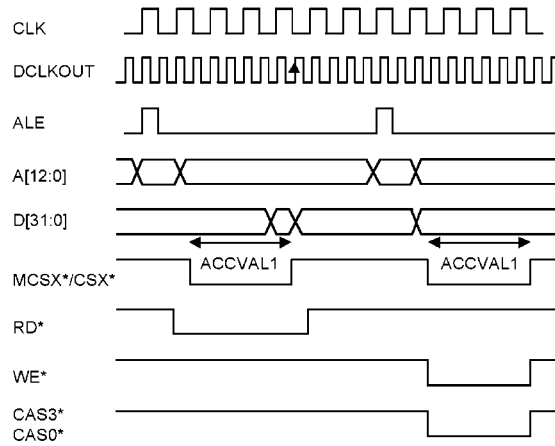 CLK
DCLKOUT
ALE
A[12:0]
D[31:0]
ACCVAL1 ACCVAL1
MCSX*/CSX*
RD*
WE*
CAS3*
CAS0*